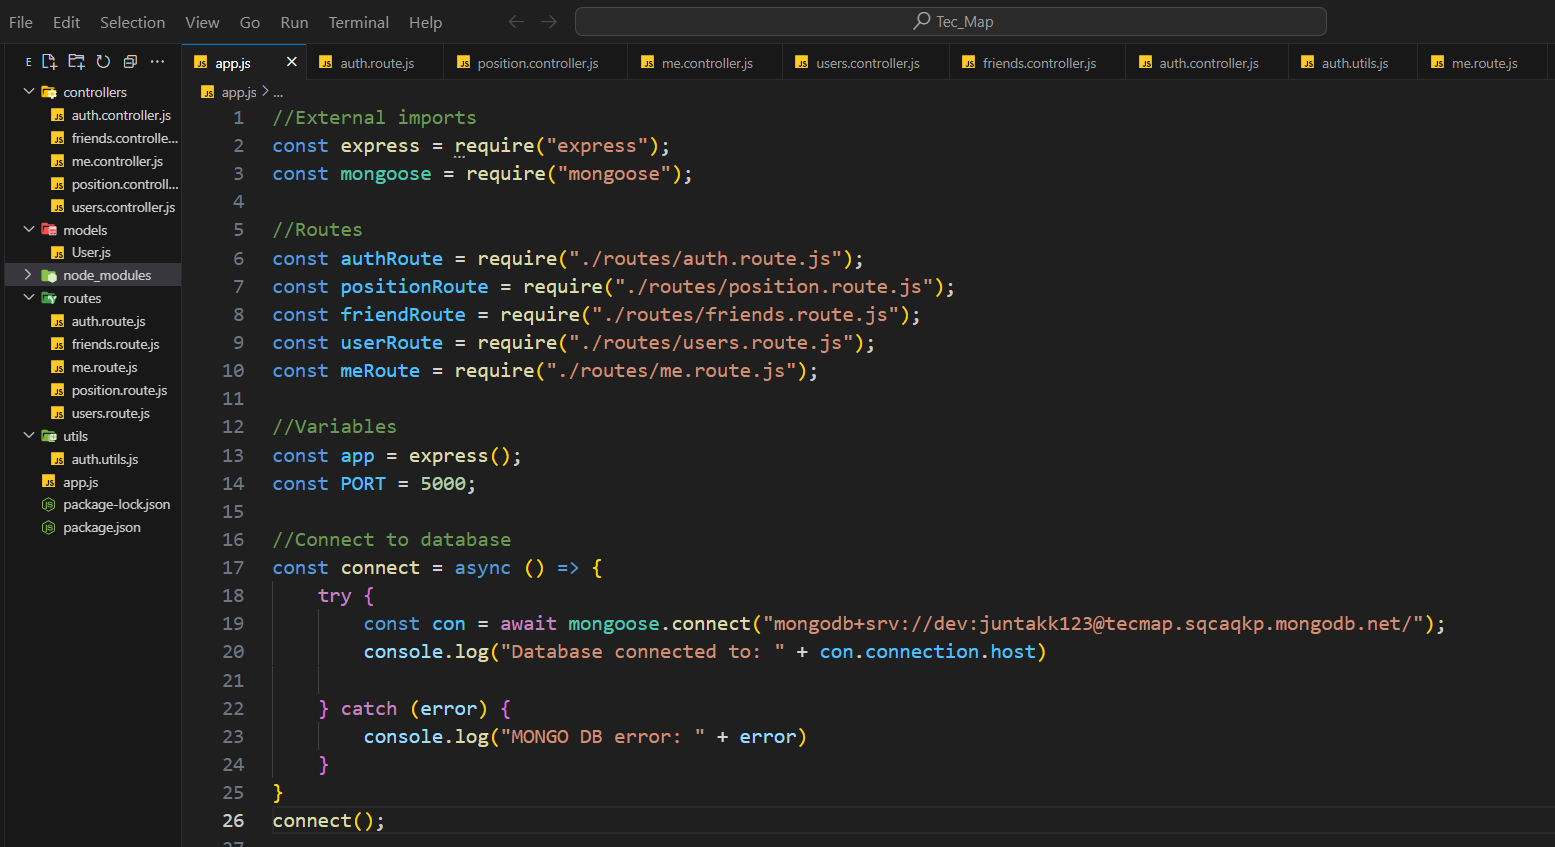 File Edit Selection View Go Run Terminal Help
Tec_Map
E
app.js auth.route.js position.controller.js me.controller.js users.controller.js friends.controller.js auth.controller.js auth.utils.js me.route.js
app.js > ...
controllers
auth.controller.js
friends.controlle...
me.controller.js
position.controll...
users.controller.js
models
User.js
node_modules
routes
auth.route.js
friends.route.js
me.route.js
position.route.js
users.route.js
utils
auth.utils.js
app.js
package-lock.json
package.json
1 //External imports
2 const express = require("express");
3 const mongoose = require("mongoose");
4
5 //Routes
6 const authRoute = require("./routes/auth.route.js");
7 const positionRoute = require("./routes/position.route.js");
8 const friendRoute = require("./routes/friends.route.js");
9 const userRoute = require("./routes/users.route.js");
10 const meRoute = require("./routes/me.route.js");
11
12 //Variables
13 const app = express();
14 const PORT = 5000;
15
16 //Connect to database
17 const connect = async () => {
18 try {
19 const con = await mongoose.connect("mongodb+srv://dev:juntakk123@tecmap.sqcaqkp.mongodb.net/");
20 console.log("Database connected to: " + con.connection.host)
21
22 } catch (error) {
23 console.log("MONGO DB error: " + error)
24 }
25 }
26 connect();
27